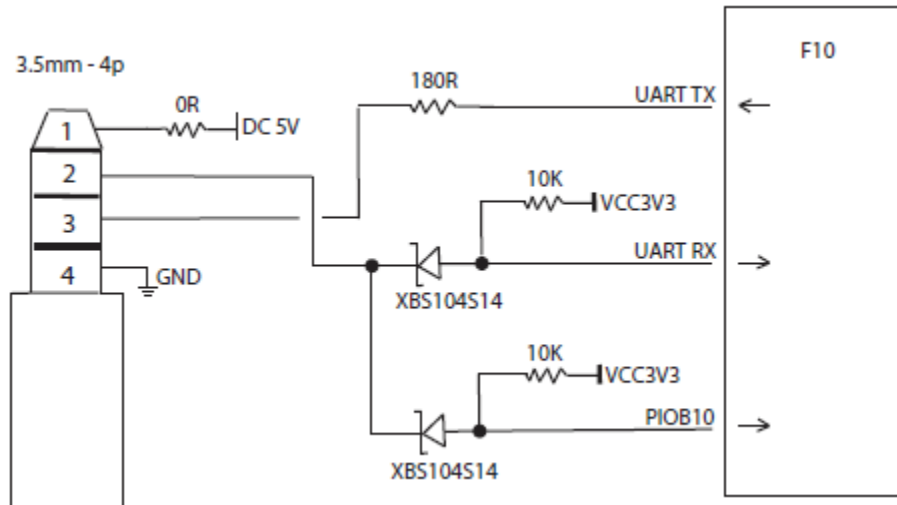 3.5mm - 4p
F10
0R
180R
UART TX
1
DC 5V
2
10K
VCC3V3
3
UART RX
4
GND
XBS104S14
10K
VCC3V3
PIOB10
XBS104S14